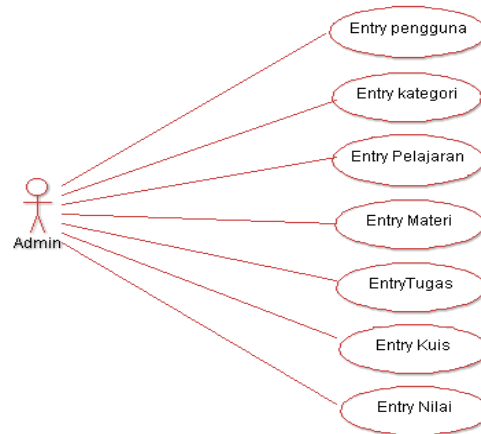 Entry pengguna
Entry kategori
Entry Pelajaran
Entry Materi
Admin
EntryTugas
Entry Kuis
Entry Nilai